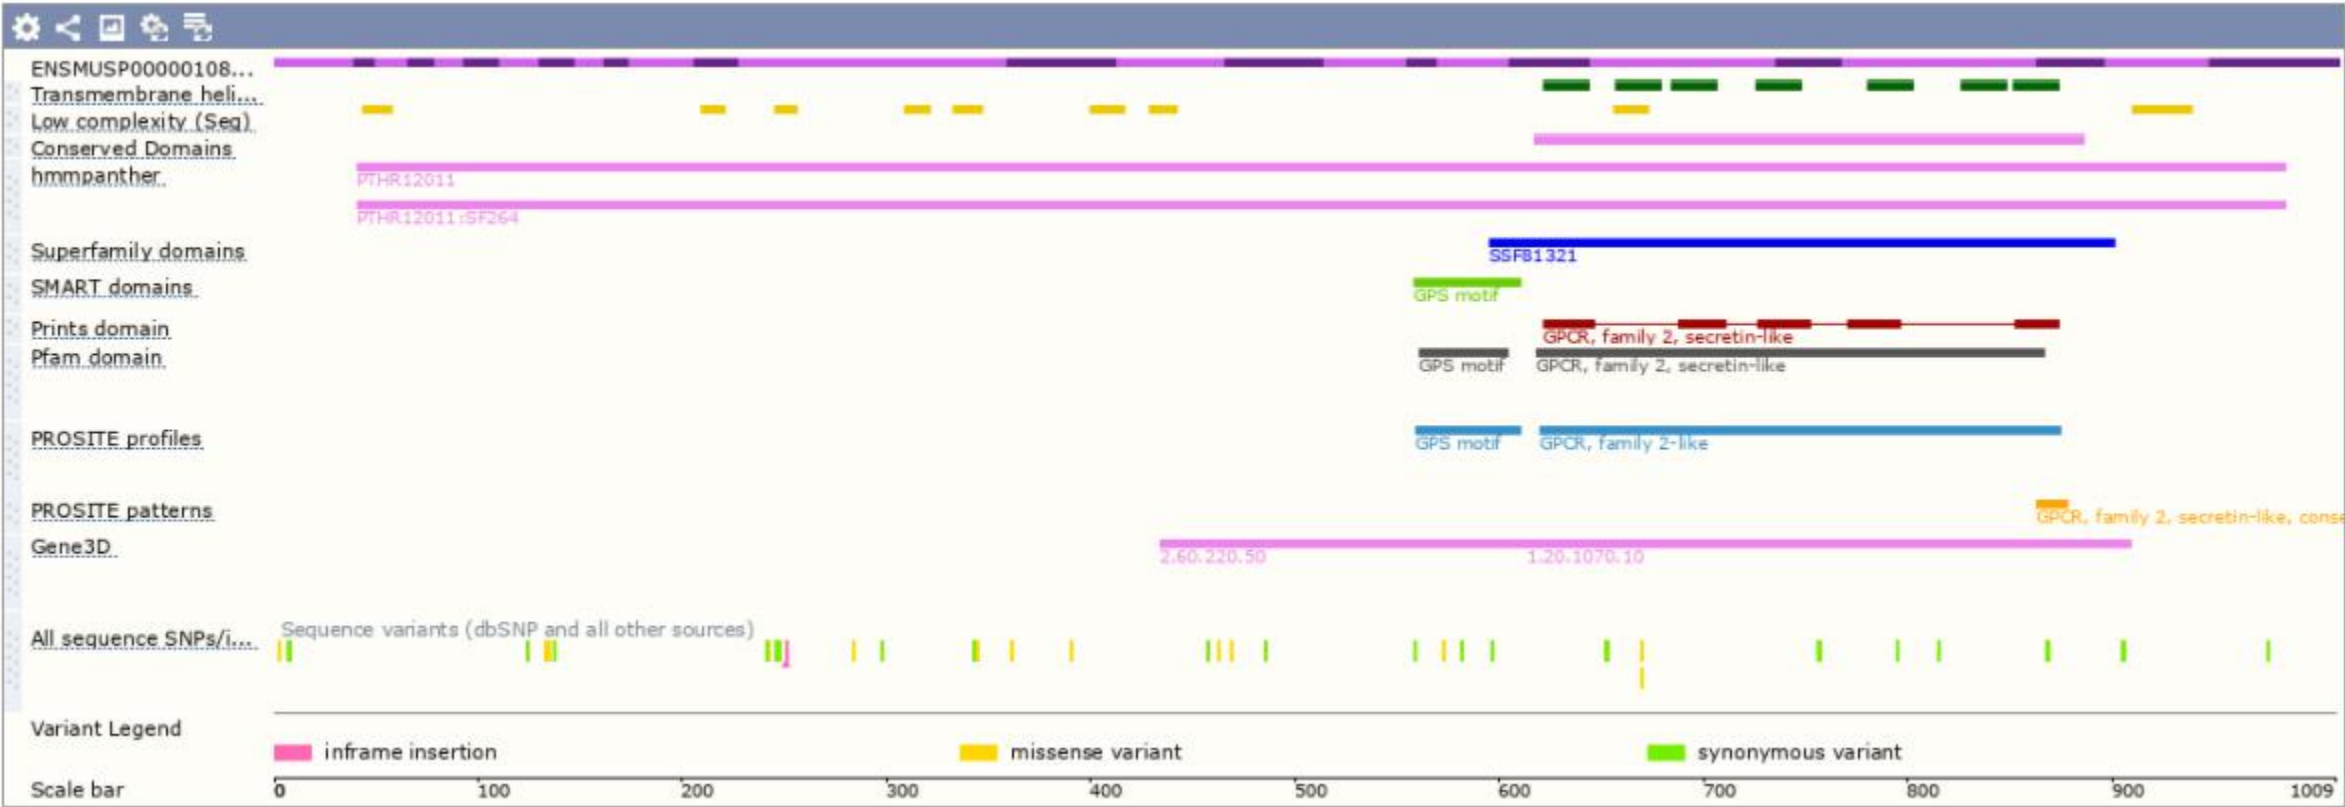 ENSMUSP00000108...
Transmembrane heli...
Low complexity (Seg)
Conserved Domains
hmmpanther
PTHR12011
PTHR12011:SF264
Superfamily domains
SSF81321
SMART domains
GPS motif
Prints domain
GPCR, family 2, secretin-like
Pfam domain
GPS motif GPCR, family 2, secretin-like
PROSITE profiles
GPS motif GPCR, family 2-like
PROSITE patterns
GPCR, family 2, secretin-like, conse
Gene3D
2.60.220.50 1.20.1070.10
Sequence variants (dbSNP and all other sources)
All sequence SNPs/i...
Variant Legend
inframe insertion missense variant synonymous variant
Scale bar 0 100 200 300 400 500 600 700 800 900 1009